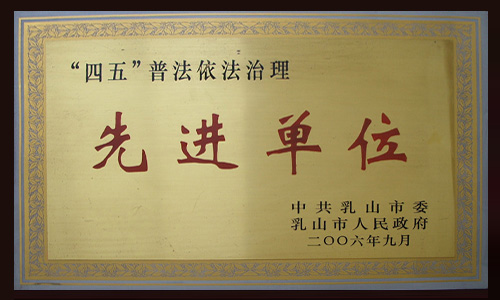 “四五”普法依法治理
先进单位
中共乳山市委
乳山市人民政府
二〇〇六年九月